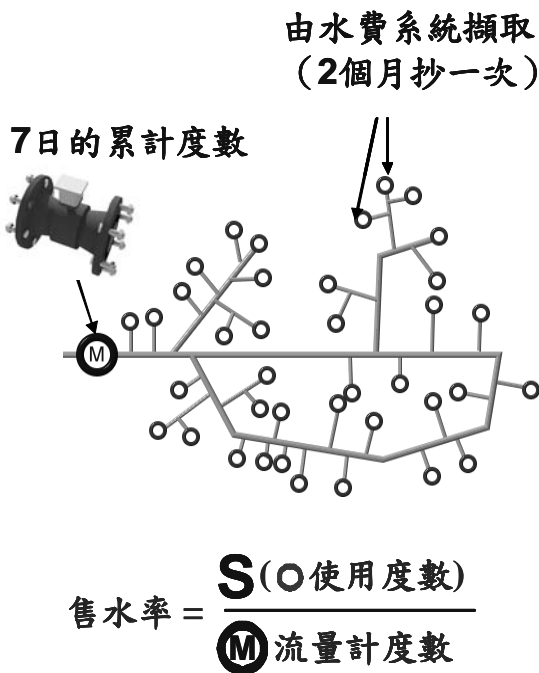 由水費系統擷取
（2個月抄一次）
7日的累計度數
M
售水率 = S(O使用度數)
M流量計度數